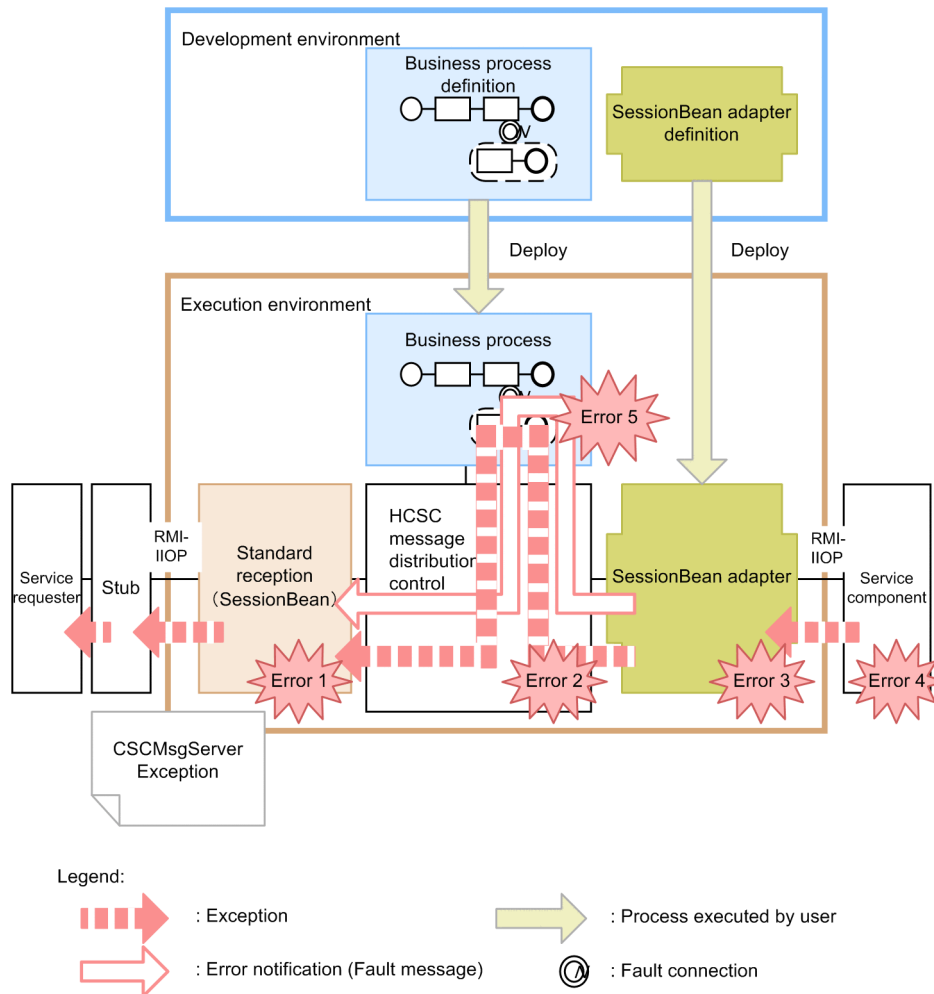 Development environment
Business process
definition
SessionBean adapter
definition
Deploy
Deploy
Execution environment
Business process
Error 5
RMI-
IIOP
HCSC
message
distribution
control
RMI-
IIOP
Service
requester
Stub
Standard
reception
（SessionBean）
SessionBean adapter
Service
component
Error 1
Error 2
Error 3
Error 4
CSCMsgServer
Exception
Legend:
: Exception
: Process executed by user
: Error notification (Fault message)
: Fault connection